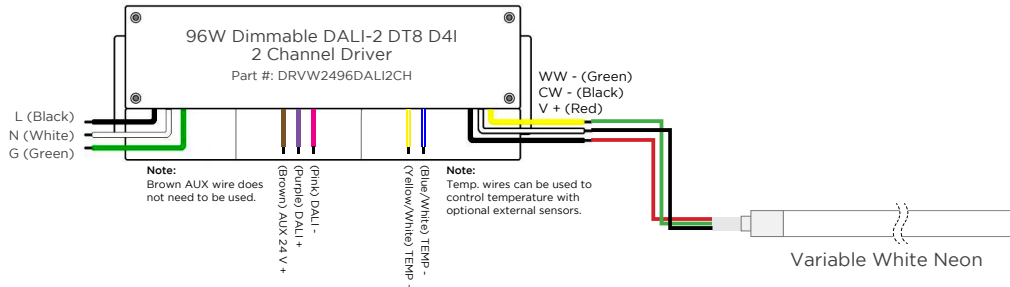 96W Dimmable DALI-2 DT8 D4I
2 Channel Driver
Part #: DRVW2496DALI2CH
WW - (Green)
CW - (Black)
V + (Red)
L (Black)
N (White)
G (Green)
Note:
Brown AUX wire does
not need to be used.
(Brown) AUX 24 V +
(Purple) DALI +
(Pink) DALI -
(Yellow/White) TEMP -
(Blue/White) TEMP -
Note:
Temp. wires can be used to
control temperature with
optional external sensors.
Variable White Neon